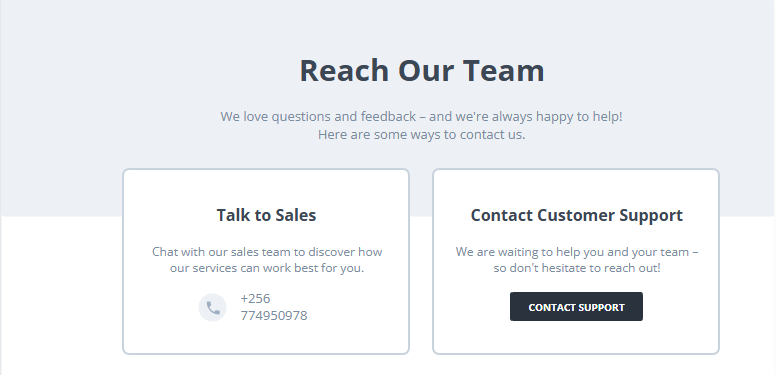 Reach Our Team
We love questions and feedback – and we're always happy to help!
Here are some ways to contact us.
Talk to Sales
Chat with our sales team to discover how
our services can work best for you.
+256
774950978
Contact Customer Support
We are waiting to help you and your team –
so don't hesitate to reach out!
CONTACT SUPPORT